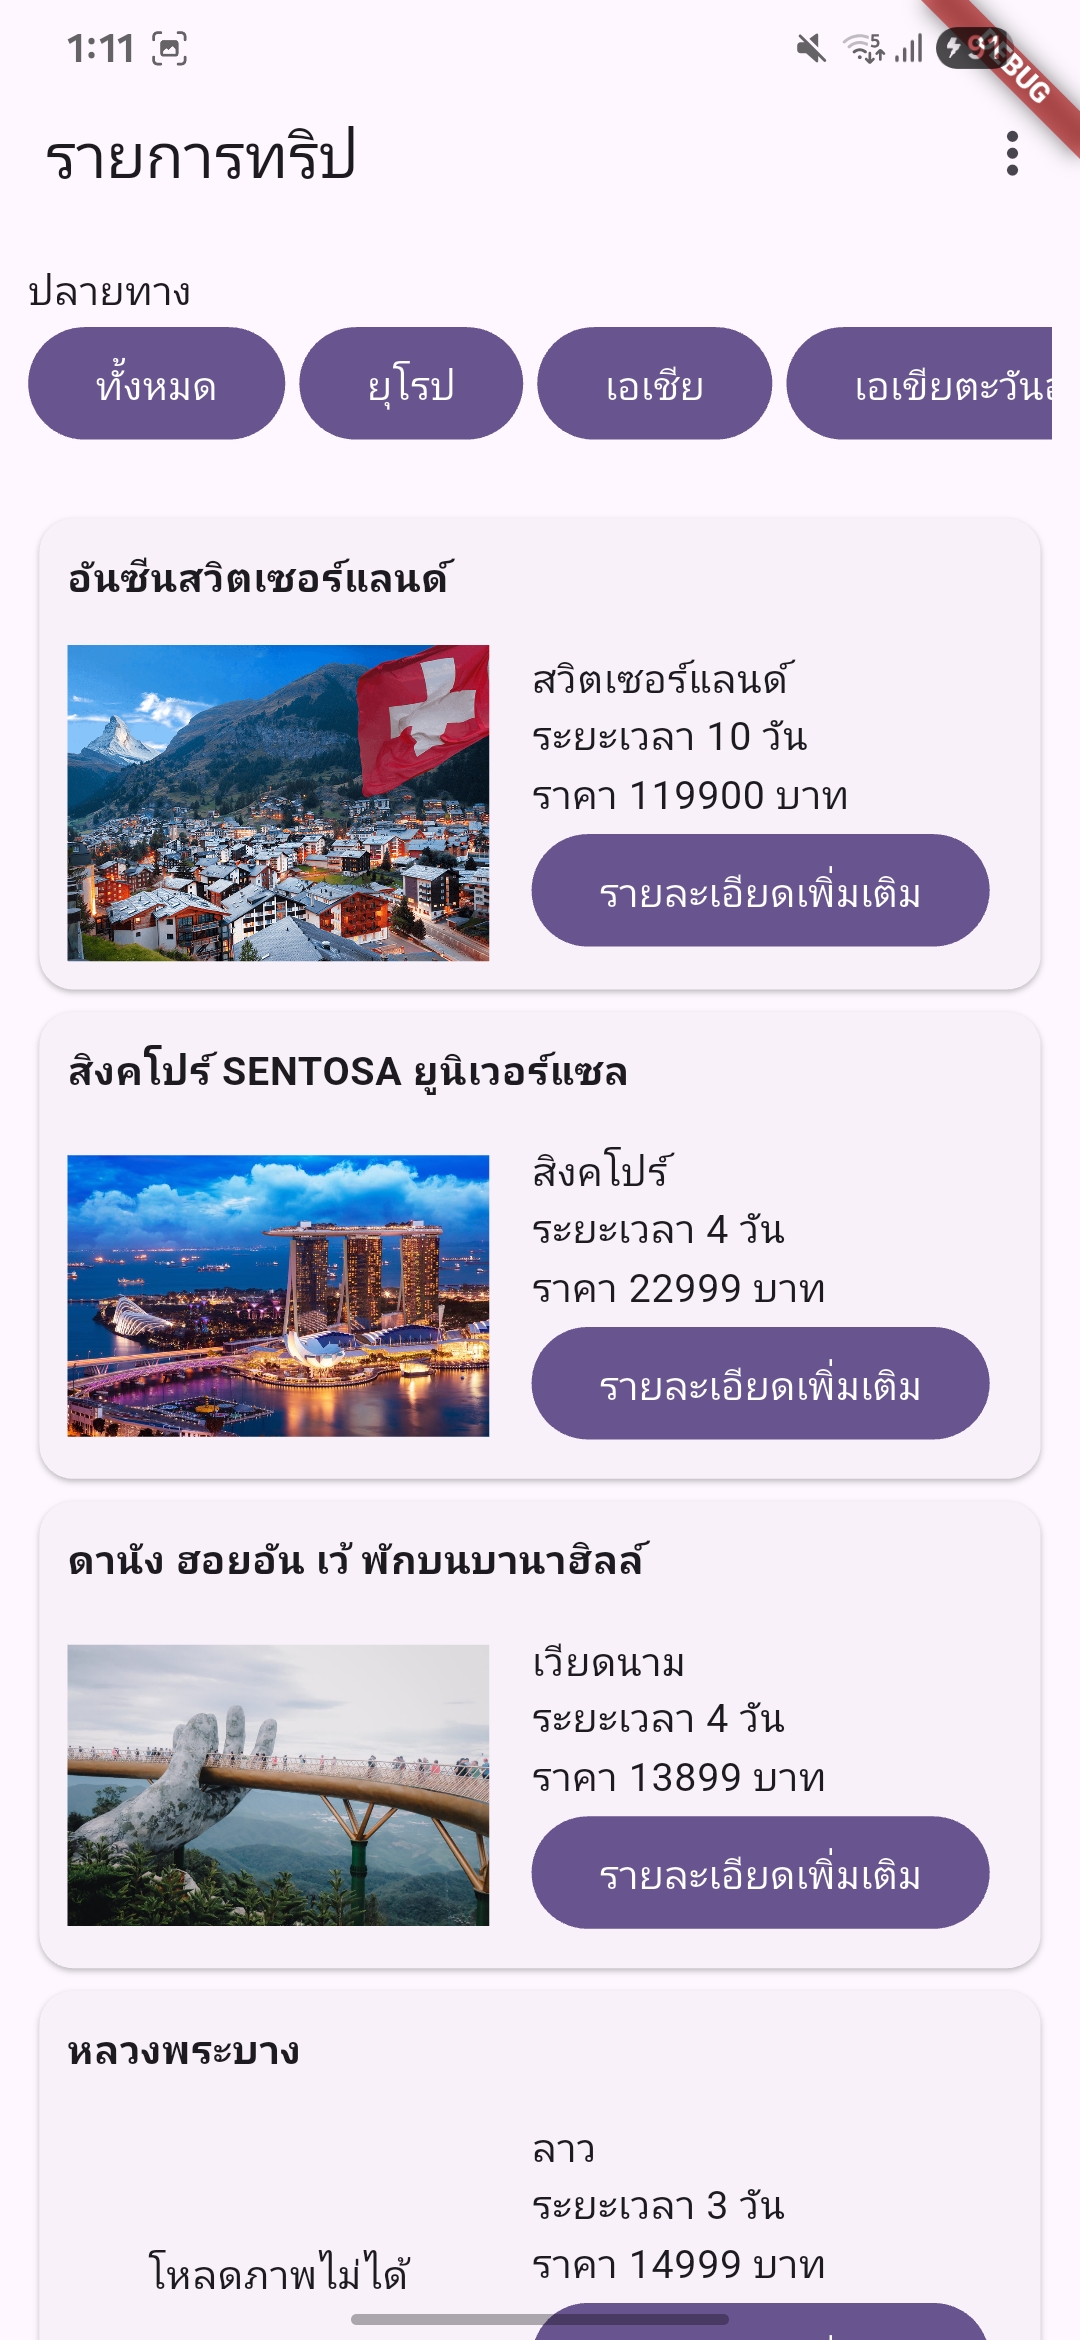 1:11
5
DEBUG
รายการทริป
ปลายทาง
ทั้งหมด
ยุโรป
เอเชีย
เอเขียตะวัน
อันซีนสวิตเซอร์แลนด์
สวิตเซอร์แลนด์
ระยะเวลา 10 วัน
ราคา 119900 บาท
รายละเอียดเพิ่มเติม
สิงคโปร์ SENTOSA ยูนิเวอร์แซล
สิงคโปร์
ระยะเวลา 4 วัน
ราคา 22999 บาท
รายละเอียดเพิ่มเติม
ดานัง ฮอยอัน เว้ พักบนบานาฮิลล์
เวียดนาม
ระยะเวลา 4 วัน
ราคา 13899 บาท
รายละเอียดเพิ่มเติม
หลวงพระบาง
ลาว
ระยะเวลา 3 วัน
ราคา 14999 บาท
โหลดภาพไม่ได้